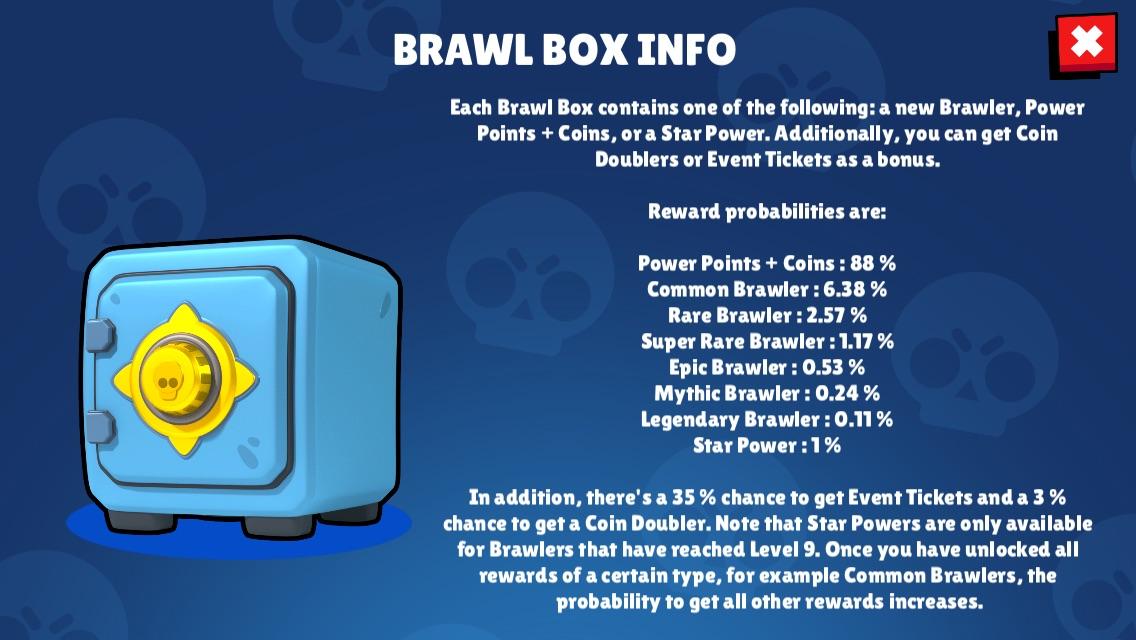 BRAWL BOX INFO
Each Brawl Box contains one of the following: a new Brawler, Power
Points + Coins, or a Star Power. Additionally, you can get Coin
Doublers or Event Tickets as a bonus.
Reward probabilities are:
Power Points + Coins : 88 %
Common Brawler : 6.38 %
Rare Brawler : 2.57 %
Super Rare Brawler : 1.17 %
Epic Brawler : 0.53 %
Mythic Brawler : 0.24 %
Legendary Brawler : 0.11 %
Star Power : 1 %
In addition, there's a 35 % chance to get Event Tickets and a 3 %
chance to get a Coin Doubler. Note that Star Powers are only available
for Brawlers that have reached Level 9. Once you have unlocked all
rewards of a certain type, for example Common Brawlers, the
probability to get all other rewards increases.